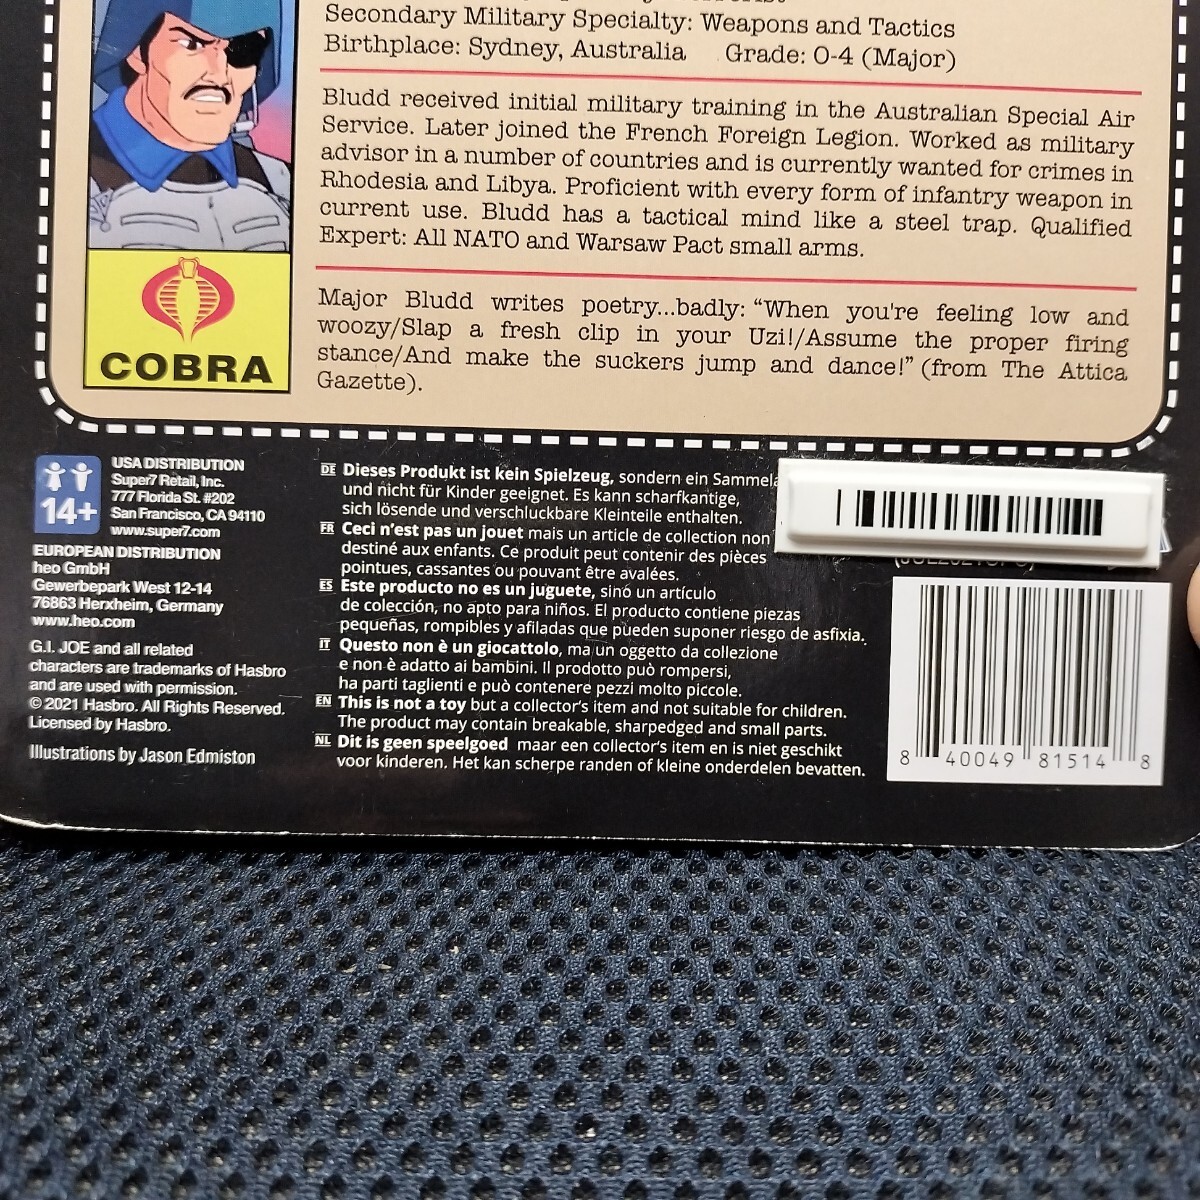 Secondary Military Specialty: Weapons and Tactics
Birthplace: Sydney, Australia Grade: O-4 (Major)
Bludd received initial military training in the Australian Special Air
Service. Later joined the French Foreign Legion. Worked as military
advisor in a number of countries and is currently wanted for crimes in
Rhodesia and Libya. Proficient with every form of infantry weapon in
current use. Bludd has a tactical mind like a steel trap. Qualified
Expert: All NATO and Warsaw Pact small arms.
Major Bludd writes poetry...badly: “When you're feeling low and
woozy/Slap a fresh clip in your Uzi!/Assume the proper firing
stance/And make the suckers jump and dance!” (from The Attica
Gazette).
COBRA
14+
USA DISTRIBUTION
Super7 Retail, Inc.
777 Florida St. #202
San Francisco, CA 94110
www.super7.com
EUROPEAN DISTRIBUTION
heo GmbH
Gewerbepark West 12-14
76863 Herxheim, Germany
www.heo.com
G.I. JOE and all related
characters are trademarks of Hasbro
and are used with permission.
© 2021 Hasbro. All Rights Reserved.
Licensed by Hasbro.
Illustrations by Jason Edmiston
DE Dieses Produkt ist kein Spielzeug, sondern ein
und nicht für Kinder geeignet. Es kann scharfkantige,
sich lösende und verschluckbare Kleinteile enthalten.
FR Ceci n’est pas un jouet mais un article de collection non
destiné aux enfants. Ce produit peut contenir des pièces
pointues, cassantes ou pouvant être avalées.
ES Este producto no es un juguete, sinó un artículo
de colección, no apto para niños. El producto contiene piezas
pequeñas, rompibles y afiladas que pueden suponer riesgo de asfixia.
IT Questo non è un giocattolo, ma un oggetto da collezione
e non è adatto ai bambini. Il prodotto può rompersi,
ha parti taglienti e può contenere pezzi molto piccole.
EN This is not a toy but a collector’s item and not suitable for children.
The product may contain breakable, sharpedged and small parts.
NL Dit is geen speelgoed maar een collector’s item en is niet geschikt
voor kinderen. Het kan scherpe randen of kleine onderdelen bevatten.
8 40049 81514 8